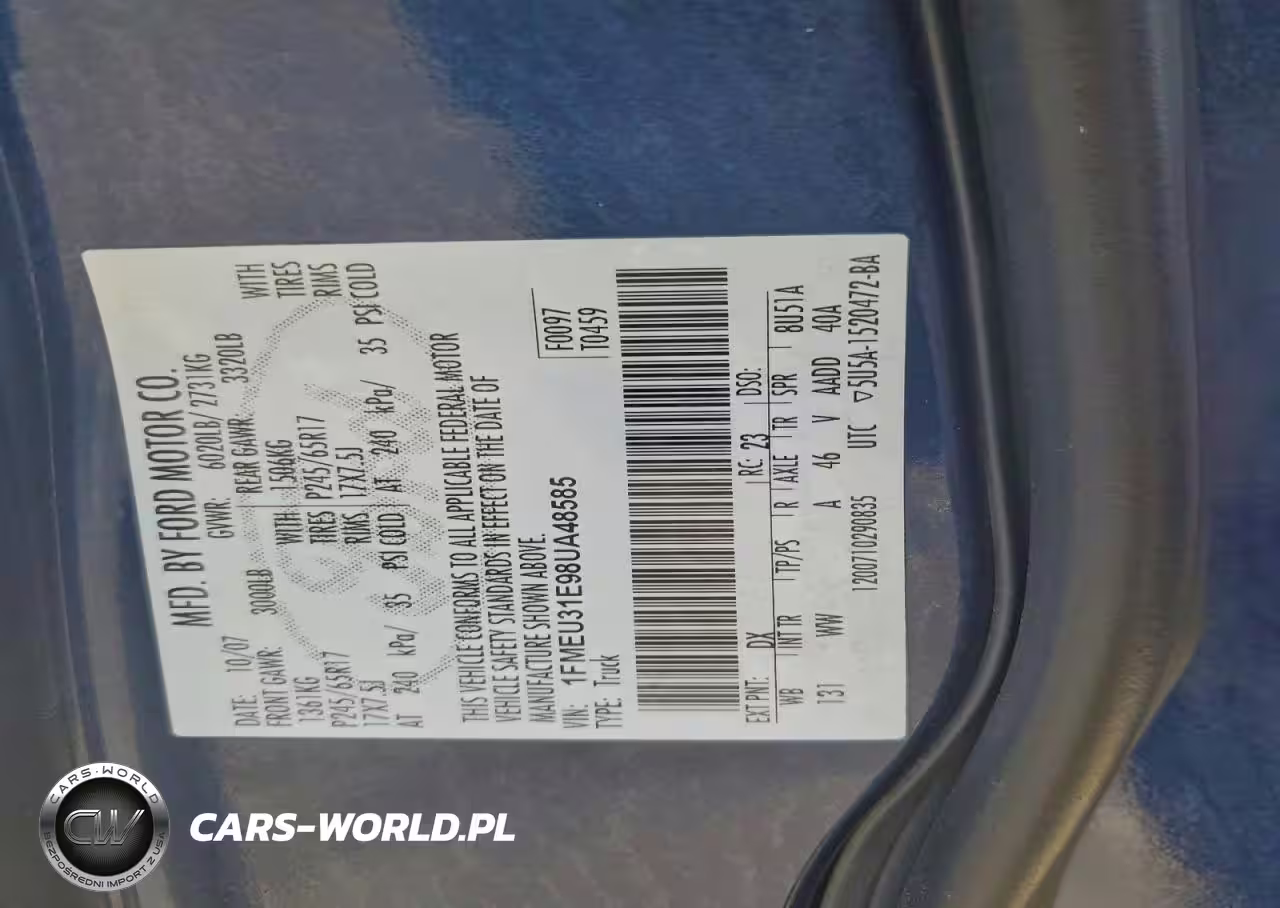 MFD. BY FORD MOTOR CO.
DATE: 10/07 GVWR: 6020LB/ 2731KG
FRONT GAWR: 3000LB REAR GAWR: 3320LB
1361KG WITH 1506KG WITH
P245/65R17 TIRES P245/65R17 TIRES
17X7.5J RIMS 17X7.5J RIMS
AT 240 kPa/ 35 PSI COLD AT 240 kPa/ 35 PSI COLD
THIS VEHICLE CONFORMS TO ALL APPLICABLE FEDERAL MOTOR
VEHICLE SAFETY STANDARDS IN EFFECT ON THE DATE OF
MANUFACTURE SHOWN ABOVE.
VIN: 1FMEU31E98UA48585 F0097
TYPE: Truck T0459
EXT PNT: DX RC: 23 DSO:
WB INT TR TP/PS R AXLE TR SPR 8U51A
131 WW A 46 V AADD 40A
1200710290835 UTC ▽5U5A-1520472-BA
CARS-WORLD
CW
BEZPOŚREDNI IMPORT Z USA
CARS-WORLD.PL